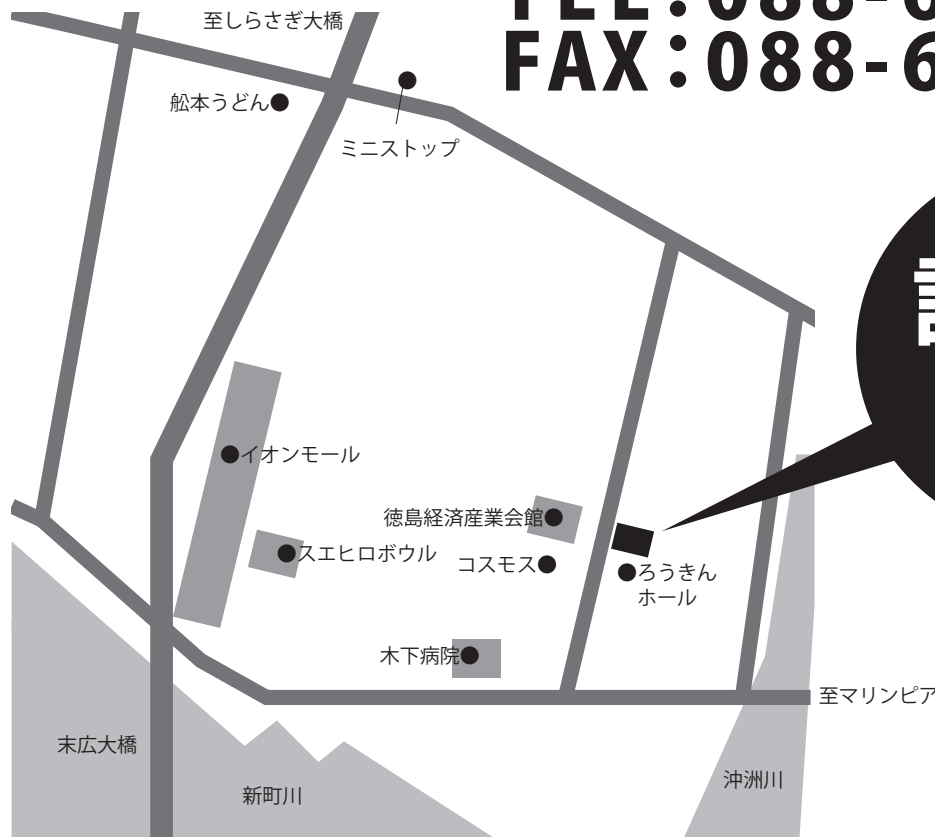 TEL:088-6
FAX:088-6
至しらさぎ大橋
舩本うどん
ミニストップ
イオンモール
徳島経済産業会館
スエヒロボウル
コスモス
ろうきん
ホール
木下病院
至マリンピア
末広大橋
沖洲川
新町川